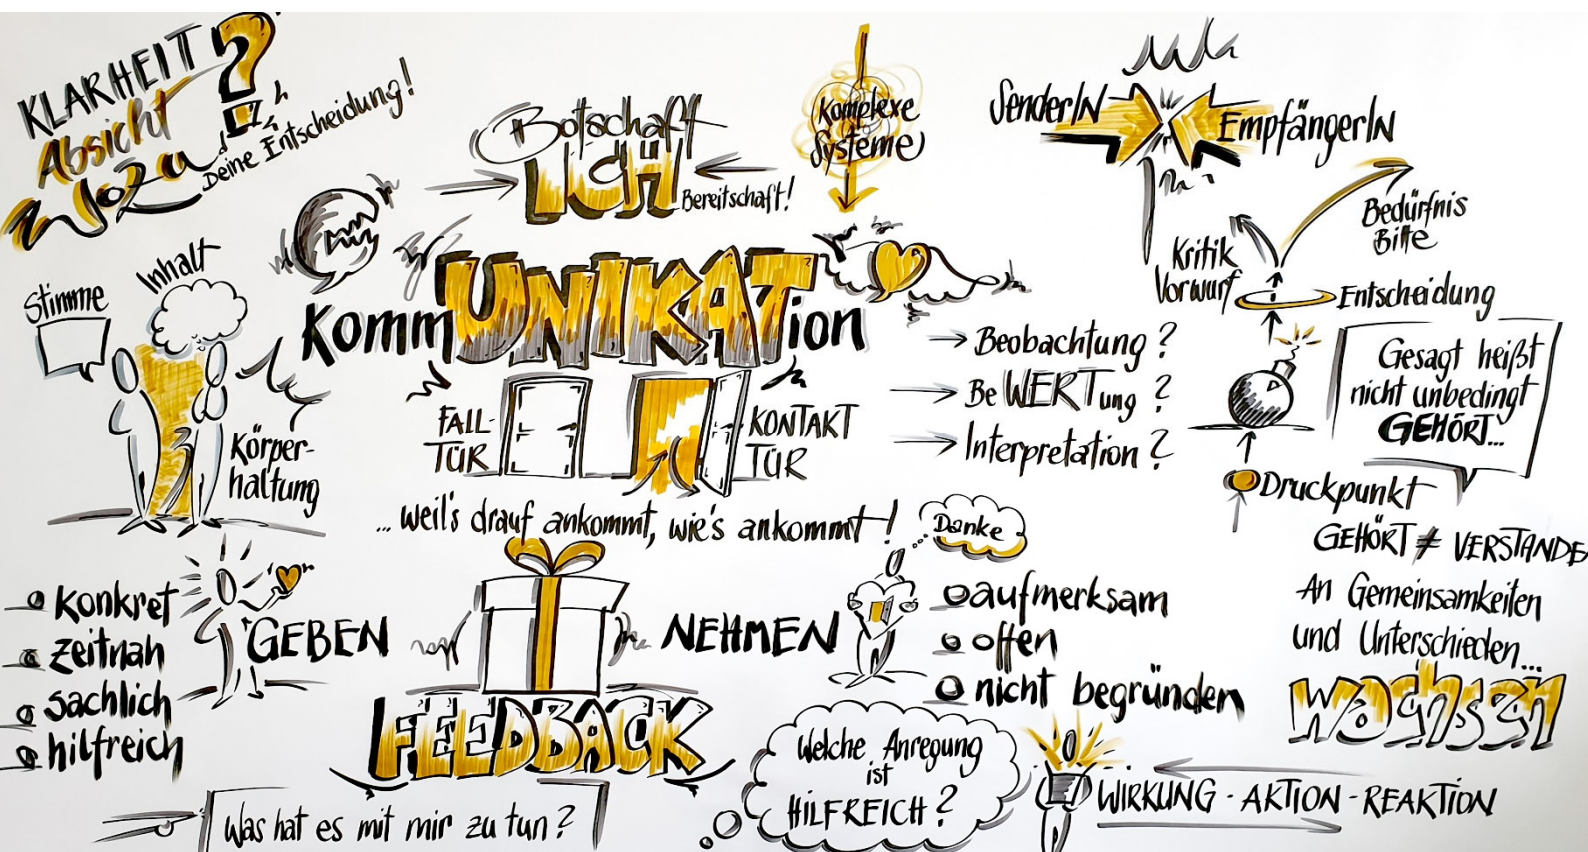 KLARHEIT
Absicht
Woza
?
!
Deine Entscheidung!
Botschaft
ICH
Bereitschaft!
Komplexe
Systeme
SenderIN
EmpfängerIN
Bedürfnis
Bitte
Kritik
Vorwurf
Entscheidung
Druckpunkt
Stimme
Inhalt
Körper-
haltung
KommUNIKATion
FALL-
TÜR
KONTAKT
TÜR
... weil's drauf ankommt, wie's ankommt!
Beobachtung?
BeWERTung?
Interpretation?
Gesagt heißt
nicht unbedingt
GEHÖRT...
GEHÖRT ≠ VERSTANDE
An Gemeinsamkeiten
und Unterschieden...
wachsen
konkret
zeitnah
sachlich
hilfreich
GEBEN
NEHMEN
FEEDBACK
Danke
aufmerksam
offen
nicht begründen
Was hat es mit mir zu tun?
Welche Anregung
ist
HILFREICH?
WIRKUNG - AKTION - REAKTION